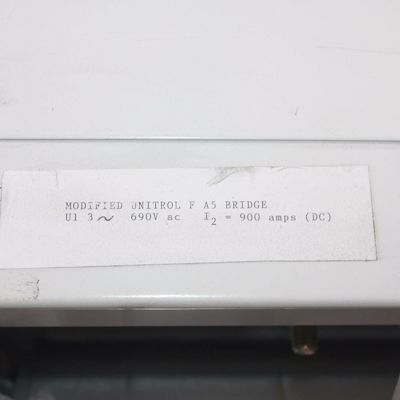 MODIFIED UNITROL F A5 BRIDGE
U1 3~ 690V ac I2 = 900 amps (DC)